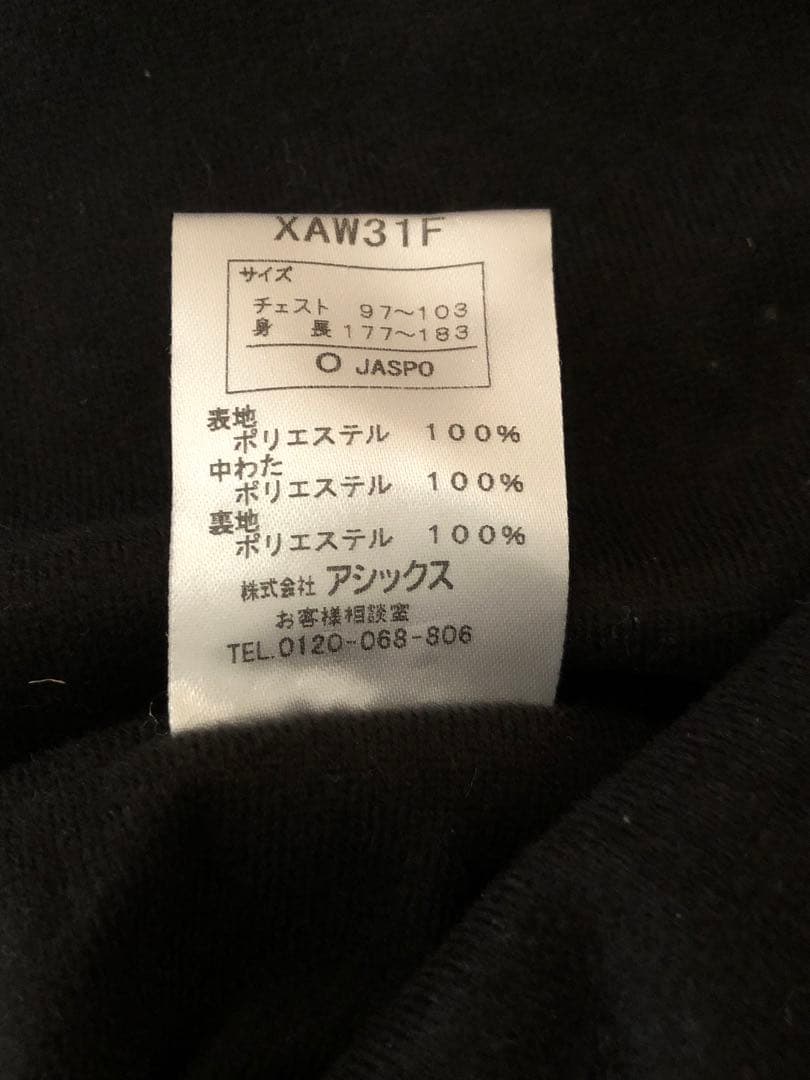 XAW31F
サイズ
チェスト 97〜103
身長 177〜183
O JASPO
表地
ポリエステル 100%
中わた
ポリエステル 100%
裏地
ポリエステル 100%
株式会社 アシックス
お客様相談室
TEL.0120-068-806